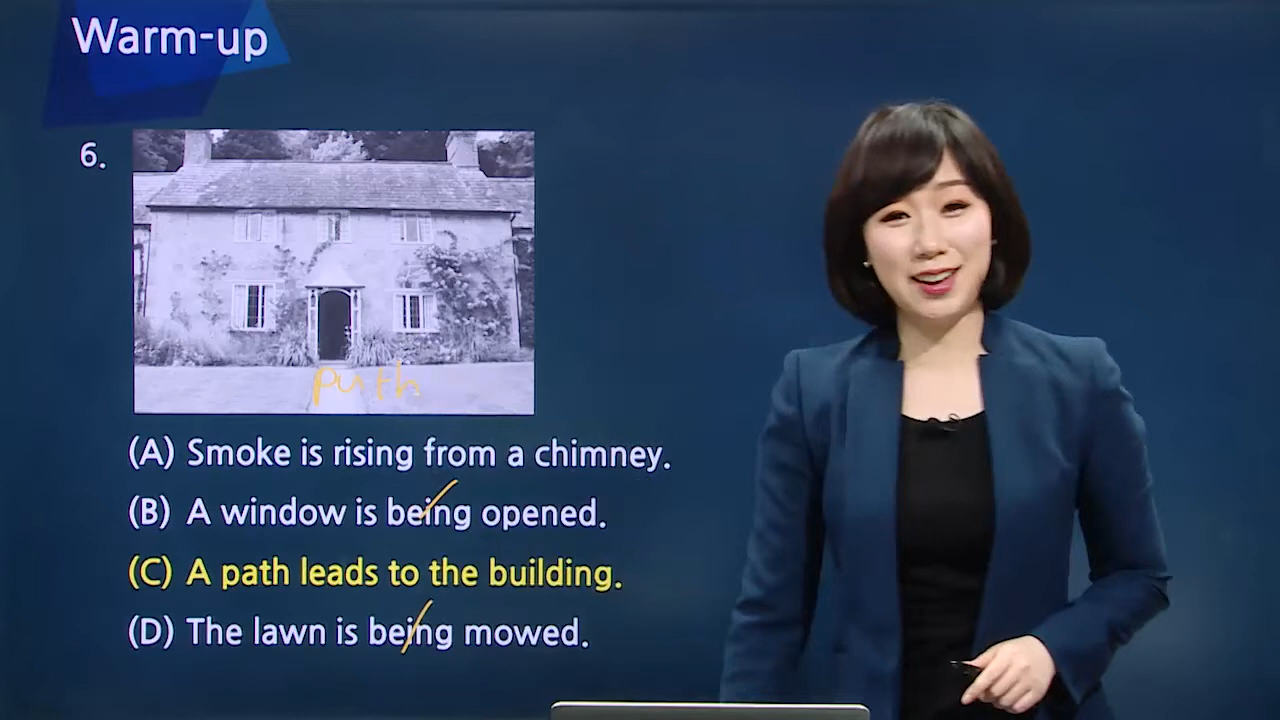 Warm-up
6.
path
(A) Smoke is rising from a chimney.
(B) A window is being opened.
(C) A path leads to the building.
(D) The lawn is being mowed.